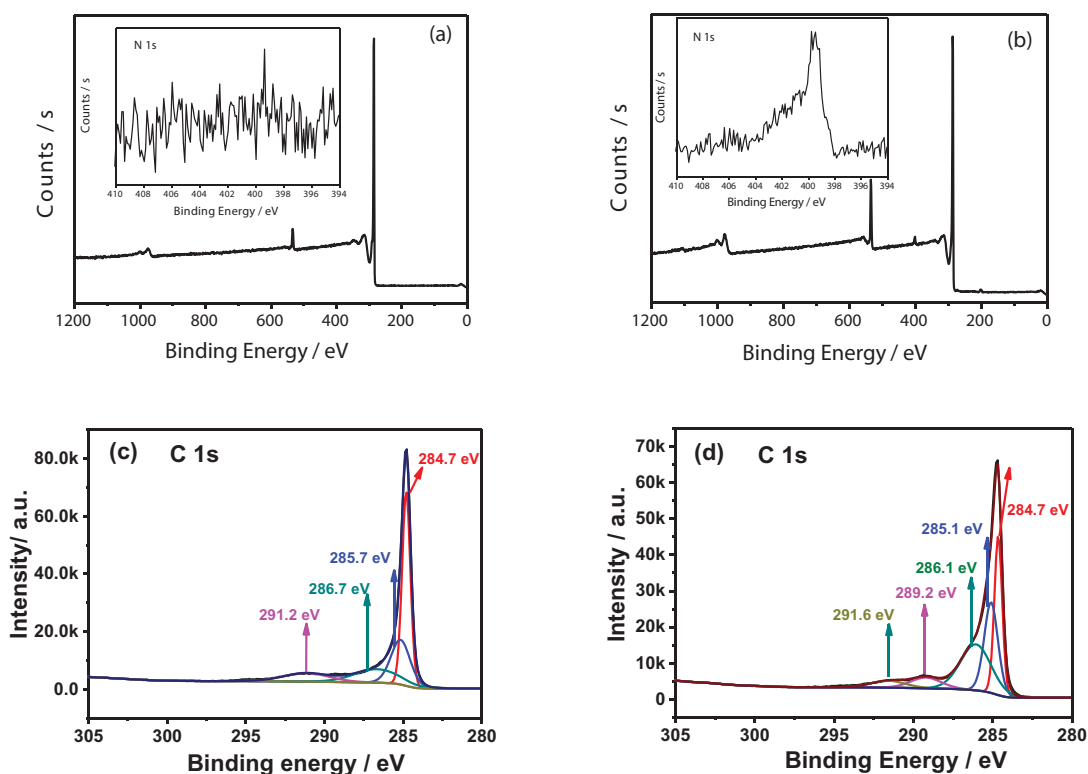 (a)
N 1s
Counts / s
410 408 406 404 402 400 398 396 394
Binding Energy / eV
Counts / s
1200 1000 800 600 400 200 0
Binding Energy / eV
(b)
N 1s
Counts / s
410 408 406 404 402 400 398 396 394
Binding Energy / eV
Counts / s
1200 1000 800 600 400 200 0
Binding Energy / eV
(c) C 1s
80.0k
60.0k
40.0k
20.0k
0.0
Intensity/ a.u.
284.7 eV
285.7 eV
286.7 eV
291.2 eV
305 300 295 290 285 280
Binding energy / eV
(d) C 1s
70k
60k
50k
40k
30k
20k
10k
0
Intensity / a.u.
284.7 eV
285.1 eV
286.1 eV
289.2 eV
291.6 eV
305 300 295 290 285 280
Binding Energy / eV